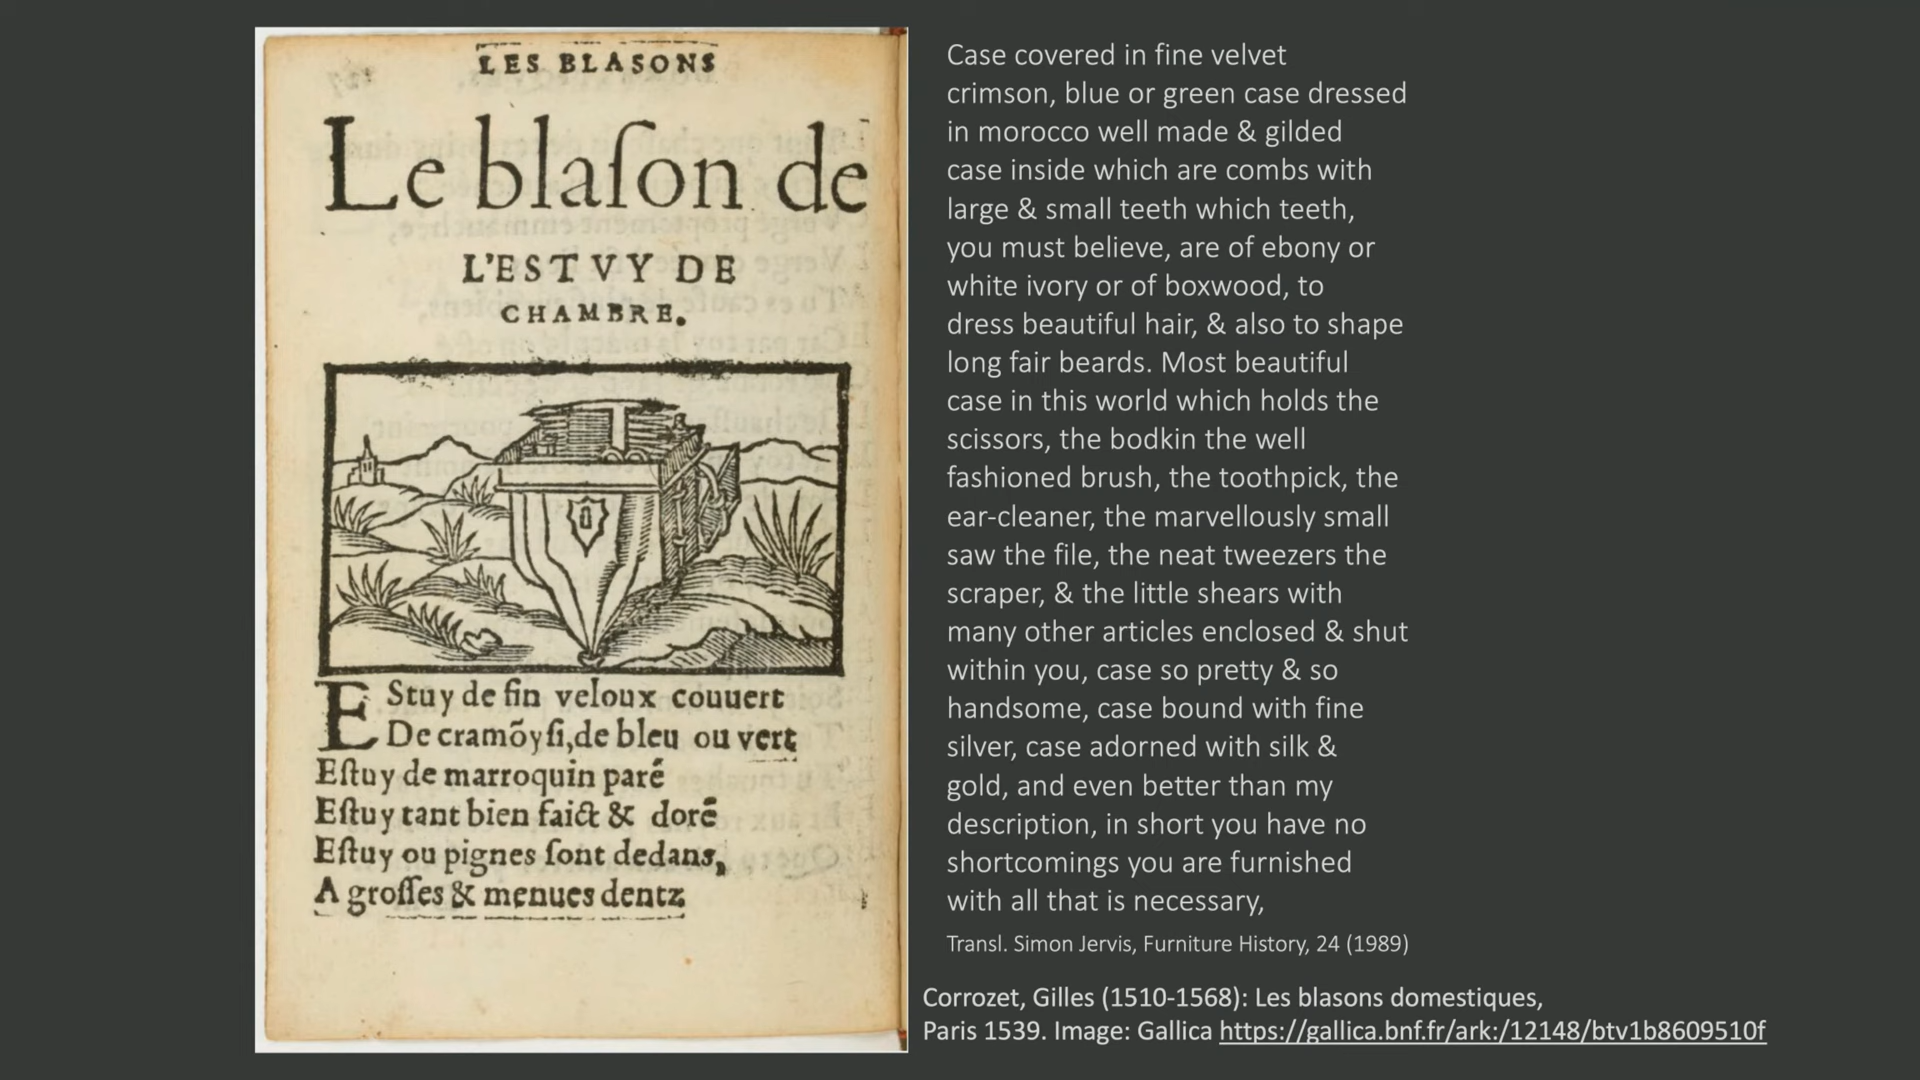 LES BLASONS
Le blaſon de
L'ESTVY DE
CHAMBRE.
EStuy de fin veloux couuert
De cramõyſi,de bleu ou vert
Eſtuy de marroquin paré
Eſtuy tant bien faict & doré
Eſtuy ou pignes ſont dedans,
A groſſes & menues dentz
Case covered in fine velvet
crimson, blue or green case dressed
in morocco well made & gilded
case inside which are combs with
large & small teeth which teeth,
you must believe, are of ebony or
white ivory or of boxwood, to
dress beautiful hair, & also to shape
long fair beards. Most beautiful
case in this world which holds the
scissors, the bodkin the well
fashioned brush, the toothpick, the
ear-cleaner, the marvellously small
saw the file, the neat tweezers the
scraper, & the little shears with
many other articles enclosed & shut
within you, case so pretty & so
handsome, case bound with fine
silver, case adorned with silk &
gold, and even better than my
description, in short you have no
shortcomings you are furnished
with all that is necessary,
Transl. Simon Jervis, Furniture History, 24 (1989)
Corrozet, Gilles (1510-1568): Les blasons domestiques,
Paris 1539. Image: Gallica https://gallica.bnf.fr/ark:/12148/btv1b8609510f